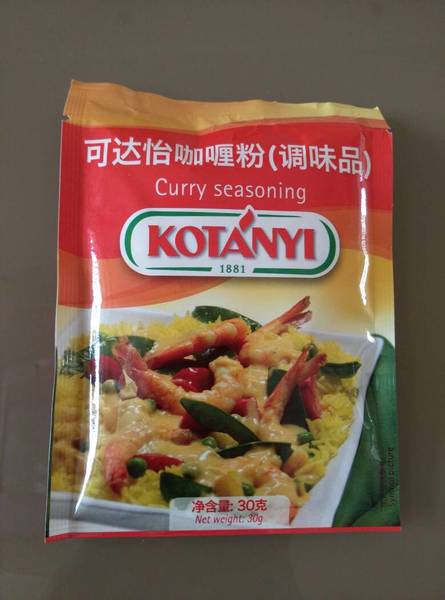 可达怡咖喱粉(调味品)
Curry seasoning
KOTÁNYI
1881
净含量: 30克
Net weight: 30g